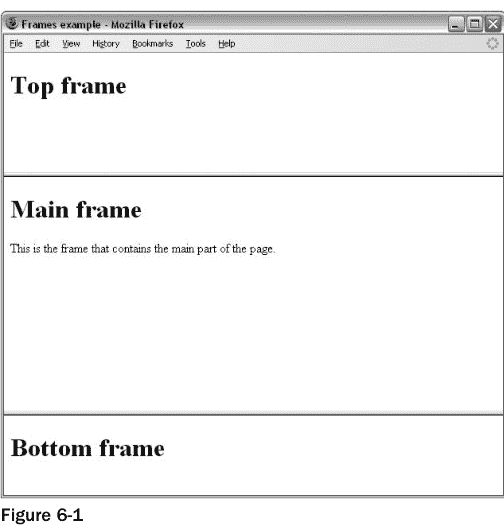 Frames example - Mozilla Firefox
File Edit View History Bookmarks Tools Help
Top frame
Main frame
This is the frame that contains the main part of the page.
Bottom frame
Figure 6-1